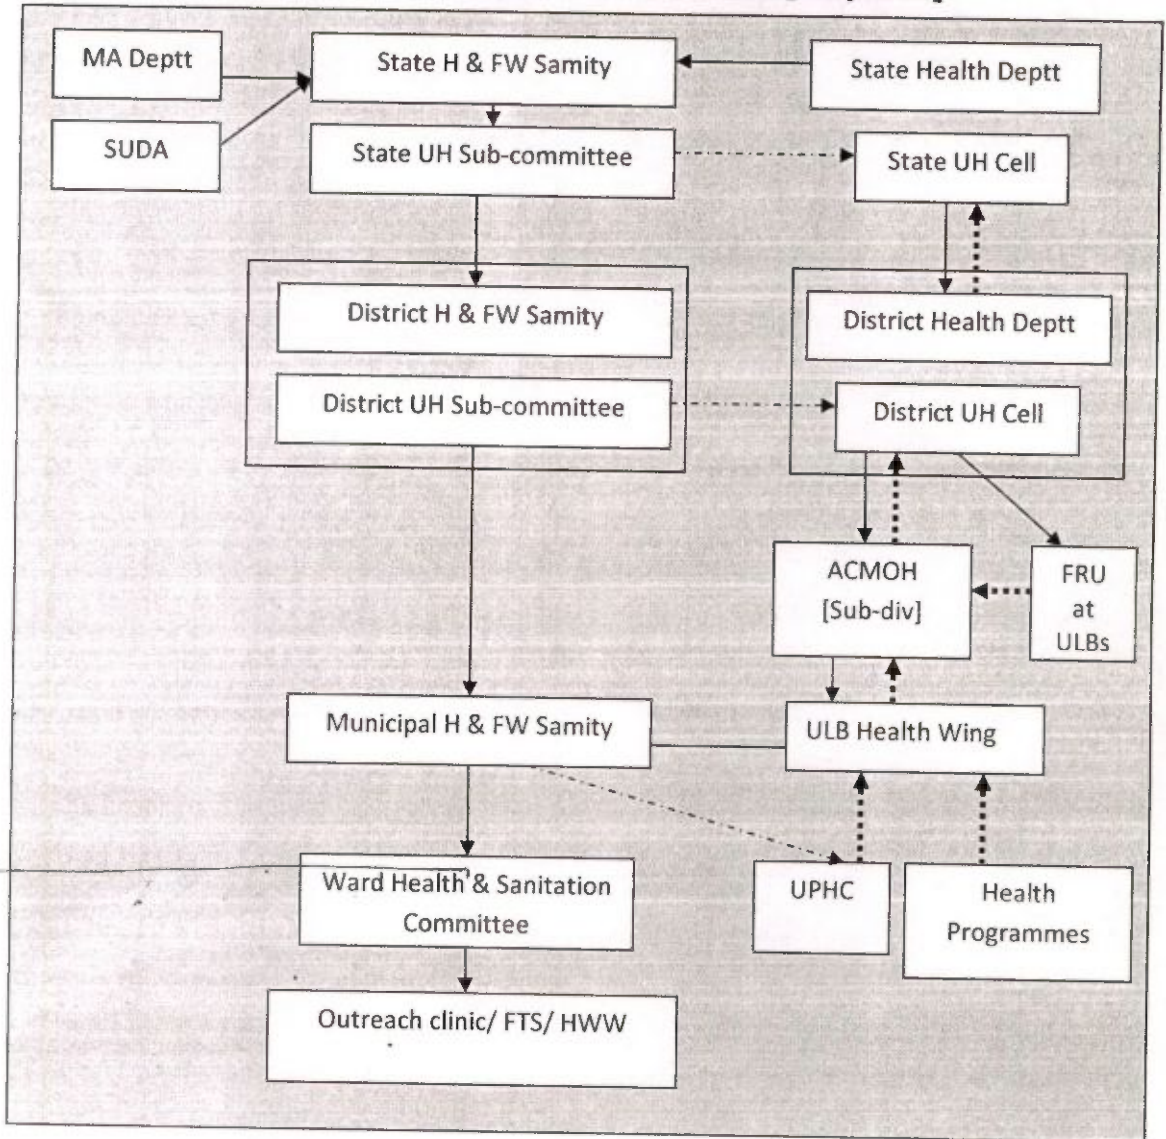 MA Deptt
State H & FW Samity
State Health Deptt
SUDA
State UH Sub-committee
State UH Cell
District H & FW Samity
District Health Deptt
District UH Sub-committee
District UH Cell
ACMOH
[Sub-div]
FRU
at
ULBs
Municipal H & FW Samity
ULB Health Wing
Ward Health & Sanitation
Committee
UPHC
Health
Programmes
Outreach clinic/ FTS/ HWW